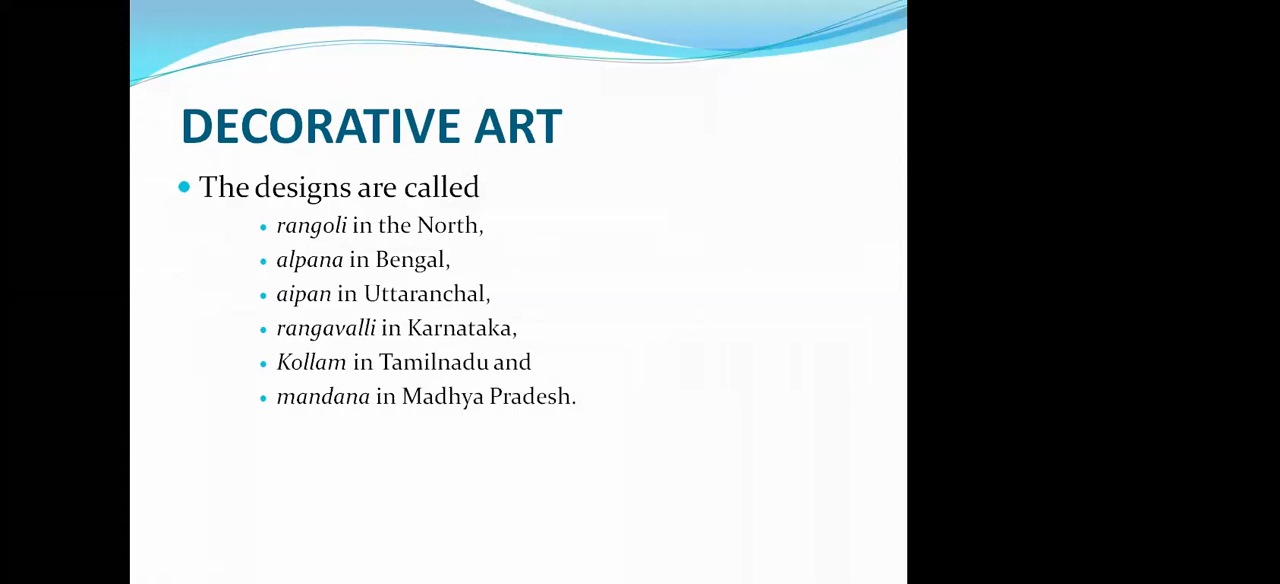 DECORATIVE ART
• The designs are called
• rangoli in the North,
• alpana in Bengal,
• aipan in Uttaranchal,
• rangavalli in Karnataka,
• Kollam in Tamilnadu and
• mandana in Madhya Pradesh.